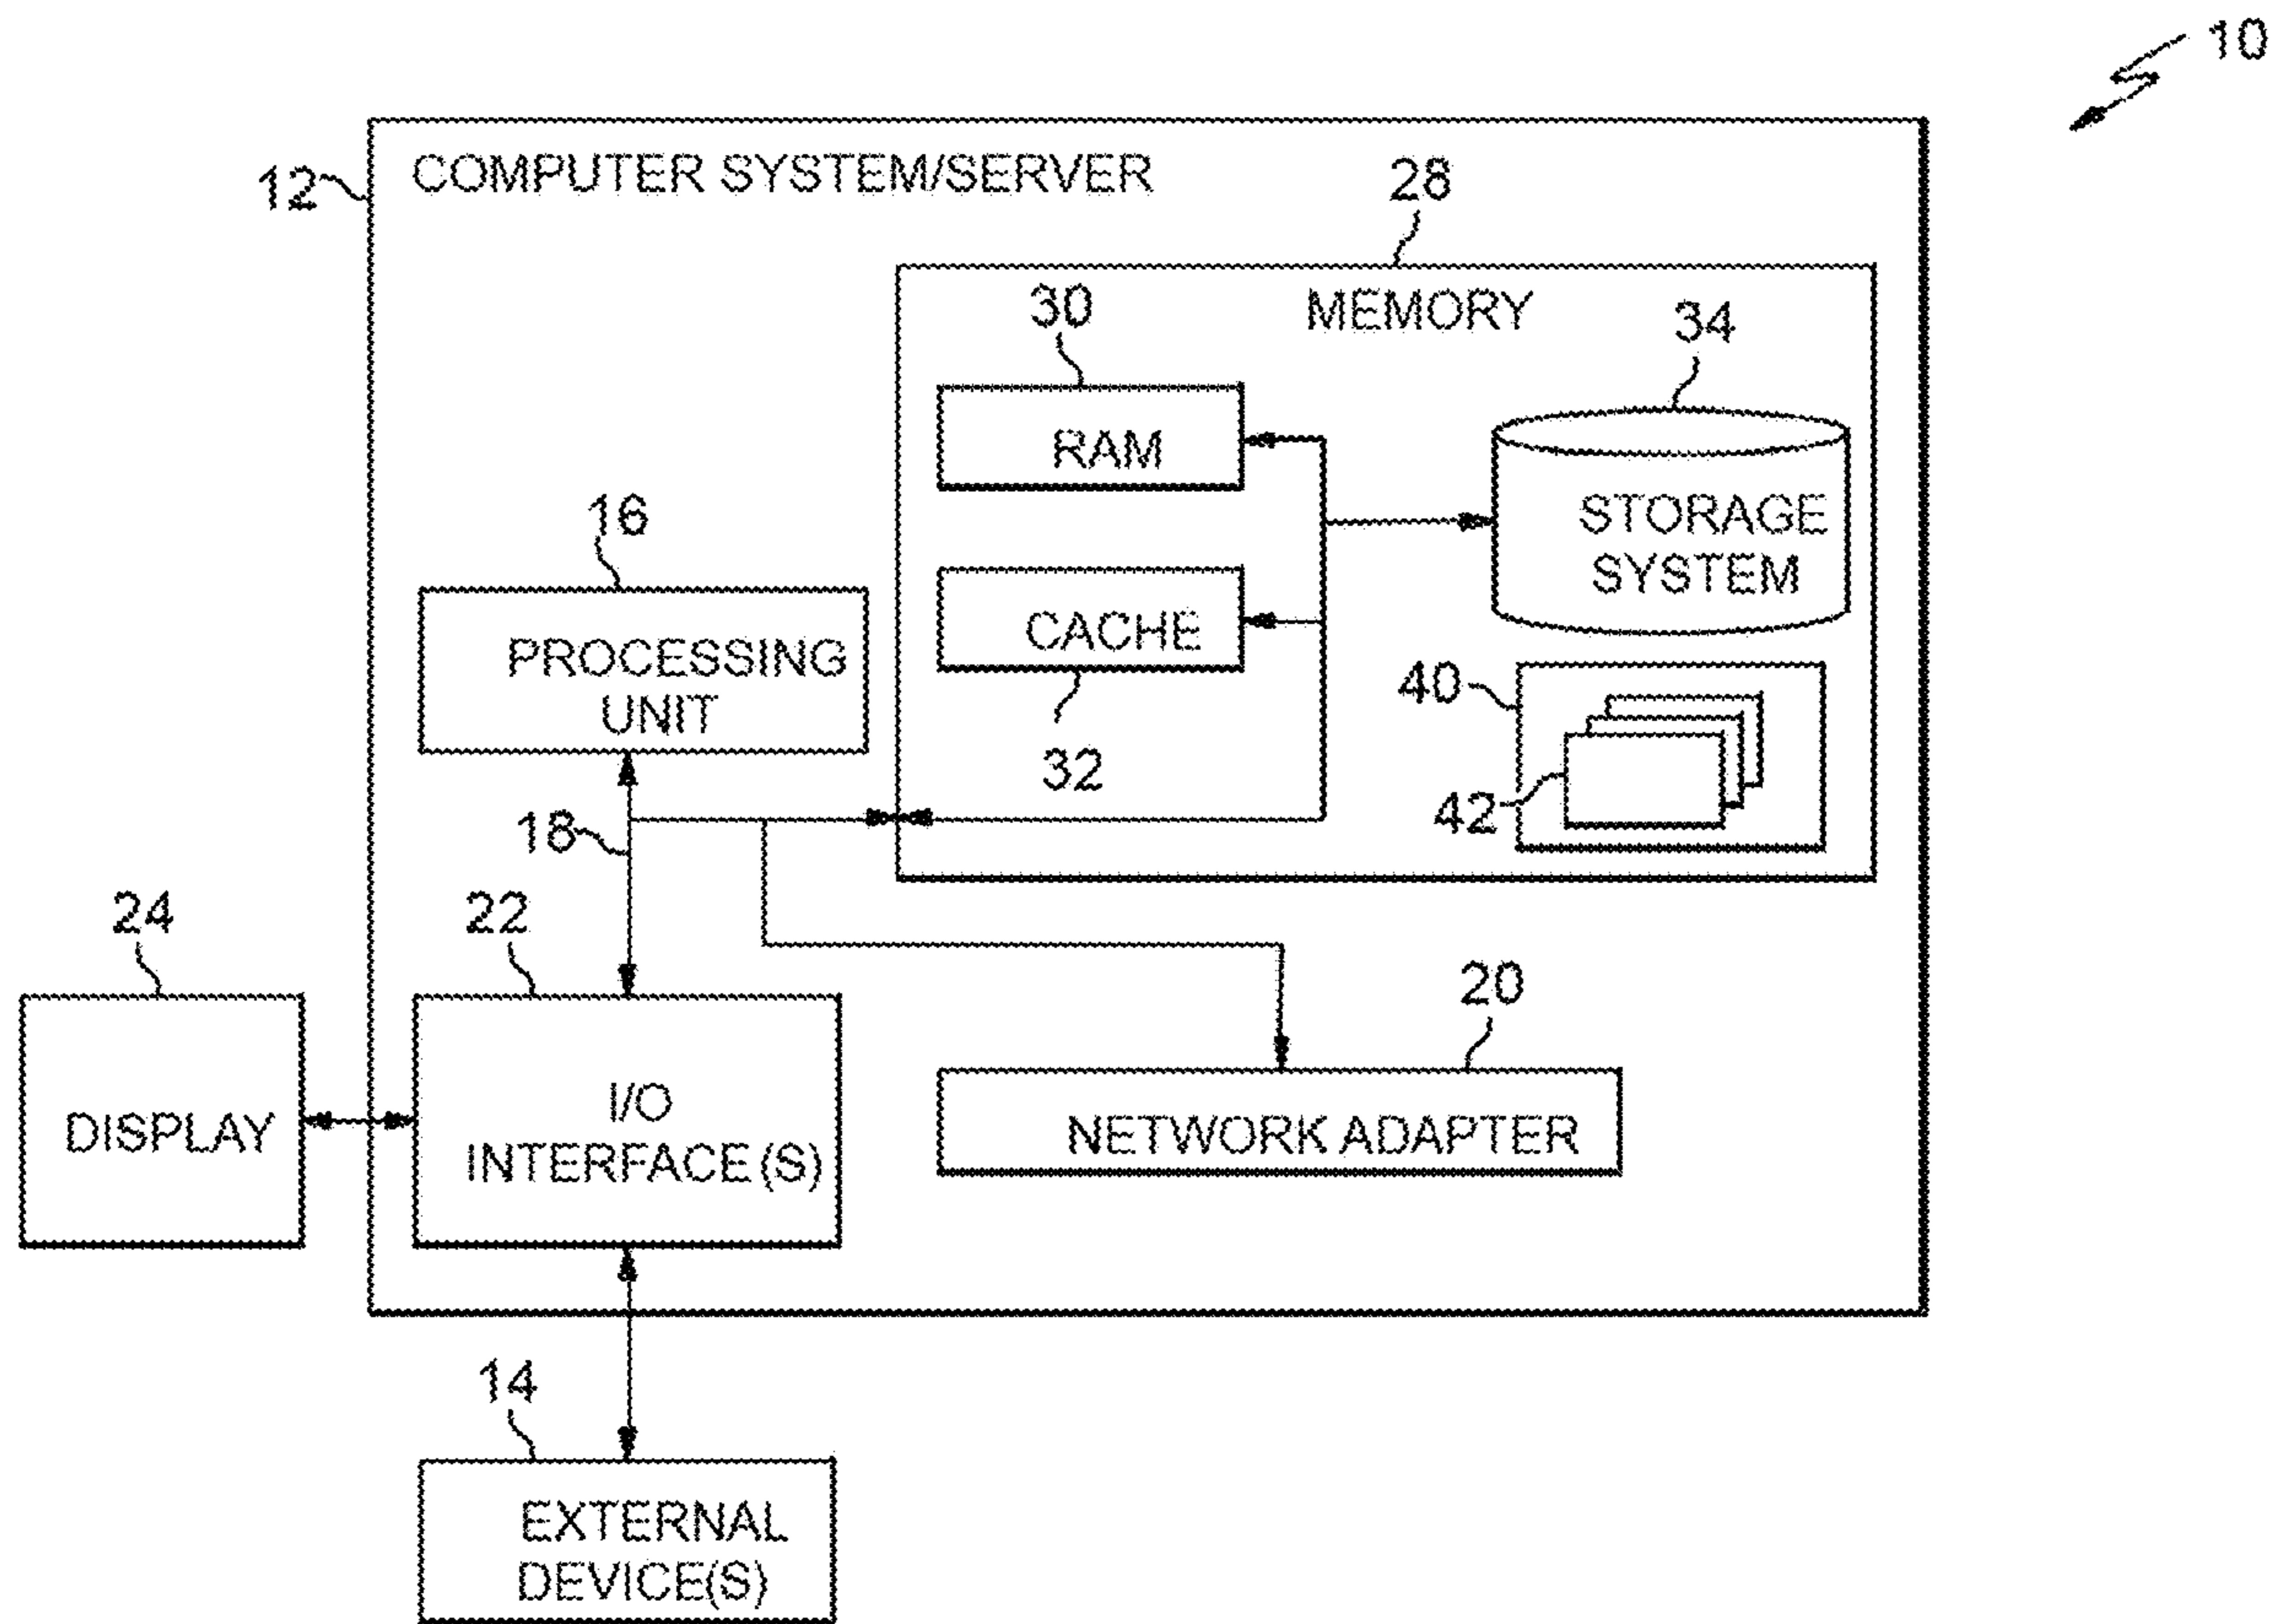 10
12
COMPUTER SYSTEM/SERVER
28
MEMORY
30
34
RAM
STORAGE
SYSTEM
16
CACHE
PROCESSING
UNIT
32
40
42
18
24
22
20
DISPLAY
I/O
INTERFACE(S)
NETWORK ADAPTER
14
EXTERNAL
DEVICE(S)